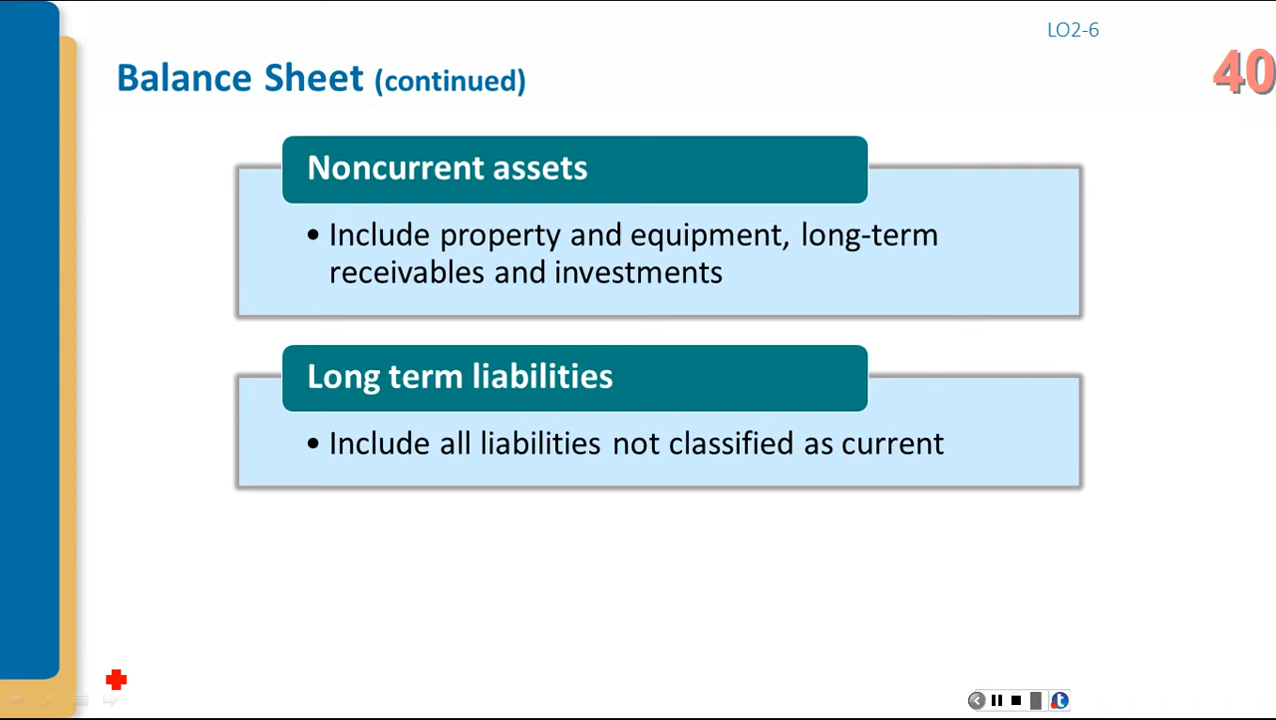 LO2-6
Balance Sheet (continued)
40
Noncurrent assets
• Include property and equipment, long-term
receivables and investments
Long term liabilities
• Include all liabilities not classified as current
t